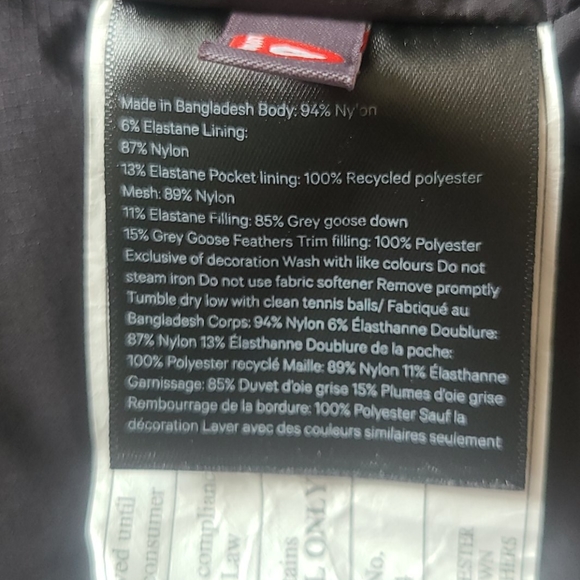 Made in Bangladesh Body: 94% Nylon
6% Elastane Lining:
87% Nylon
13% Elastane Pocket lining: 100% Recycled polyester
Mesh: 89% Nylon
11% Elastane Filling: 85% Grey goose down
15% Grey Goose Feathers Trim filling: 100% Polyester
Exclusive of decoration Wash with like colours Do not
steam iron Do not use fabric softener Remove promptly
Tumble dry low with clean tennis balls/ Fabriqué au
Bangladesh Corps: 94% Nylon 6% Élasthanne Doublure:
87% Nylon 13% Élasthanne Doublure de la poche:
100% Polyester recyclé Maille: 89% Nylon 11% Élasthanne
Garnissage: 85% Duvet d'oie grise 15% Plumes d'oie grise
Rembourrage de la bordure: 100% Polyester Sauf la
décoration Laver avec des couleurs similaires seulement
until
Law
ONLY
No.